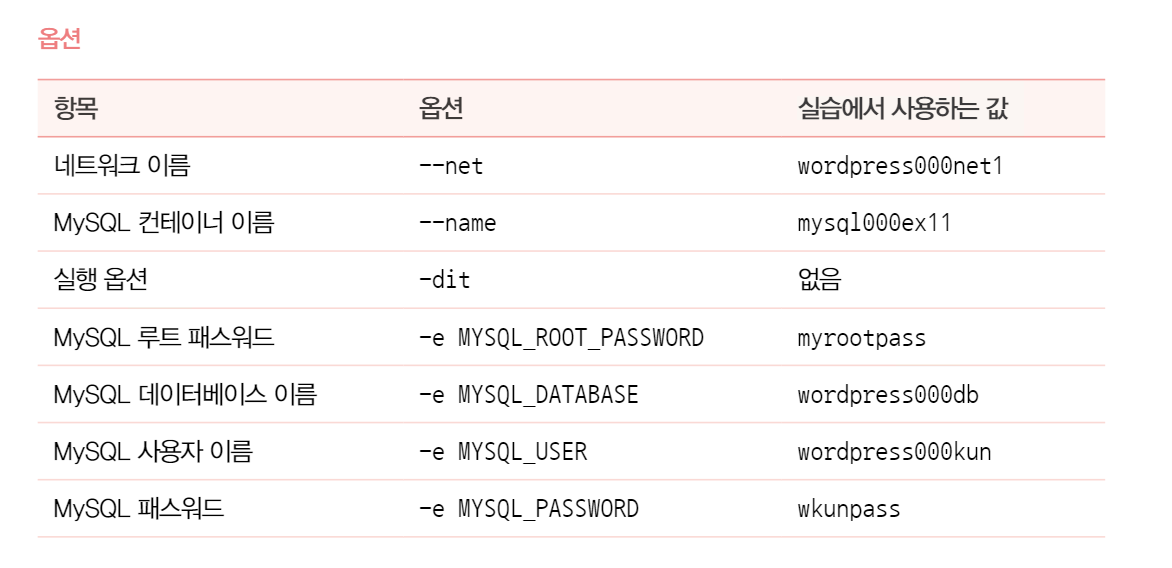 옵션
항목 옵션 실습에서 사용하는 값
네트워크 이름 --net wordpress000net1
MySQL 컨테이너 이름 --name mysql000ex11
실행 옵션 -dit 없음
MySQL 루트 패스워드 -e MYSQL_ROOT_PASSWORD myrootpass
MySQL 데이터베이스 이름 -e MYSQL_DATABASE wordpress000db
MySQL 사용자 이름 -e MYSQL_USER wordpress000kun
MySQL 패스워드 -e MYSQL_PASSWORD wkunpass